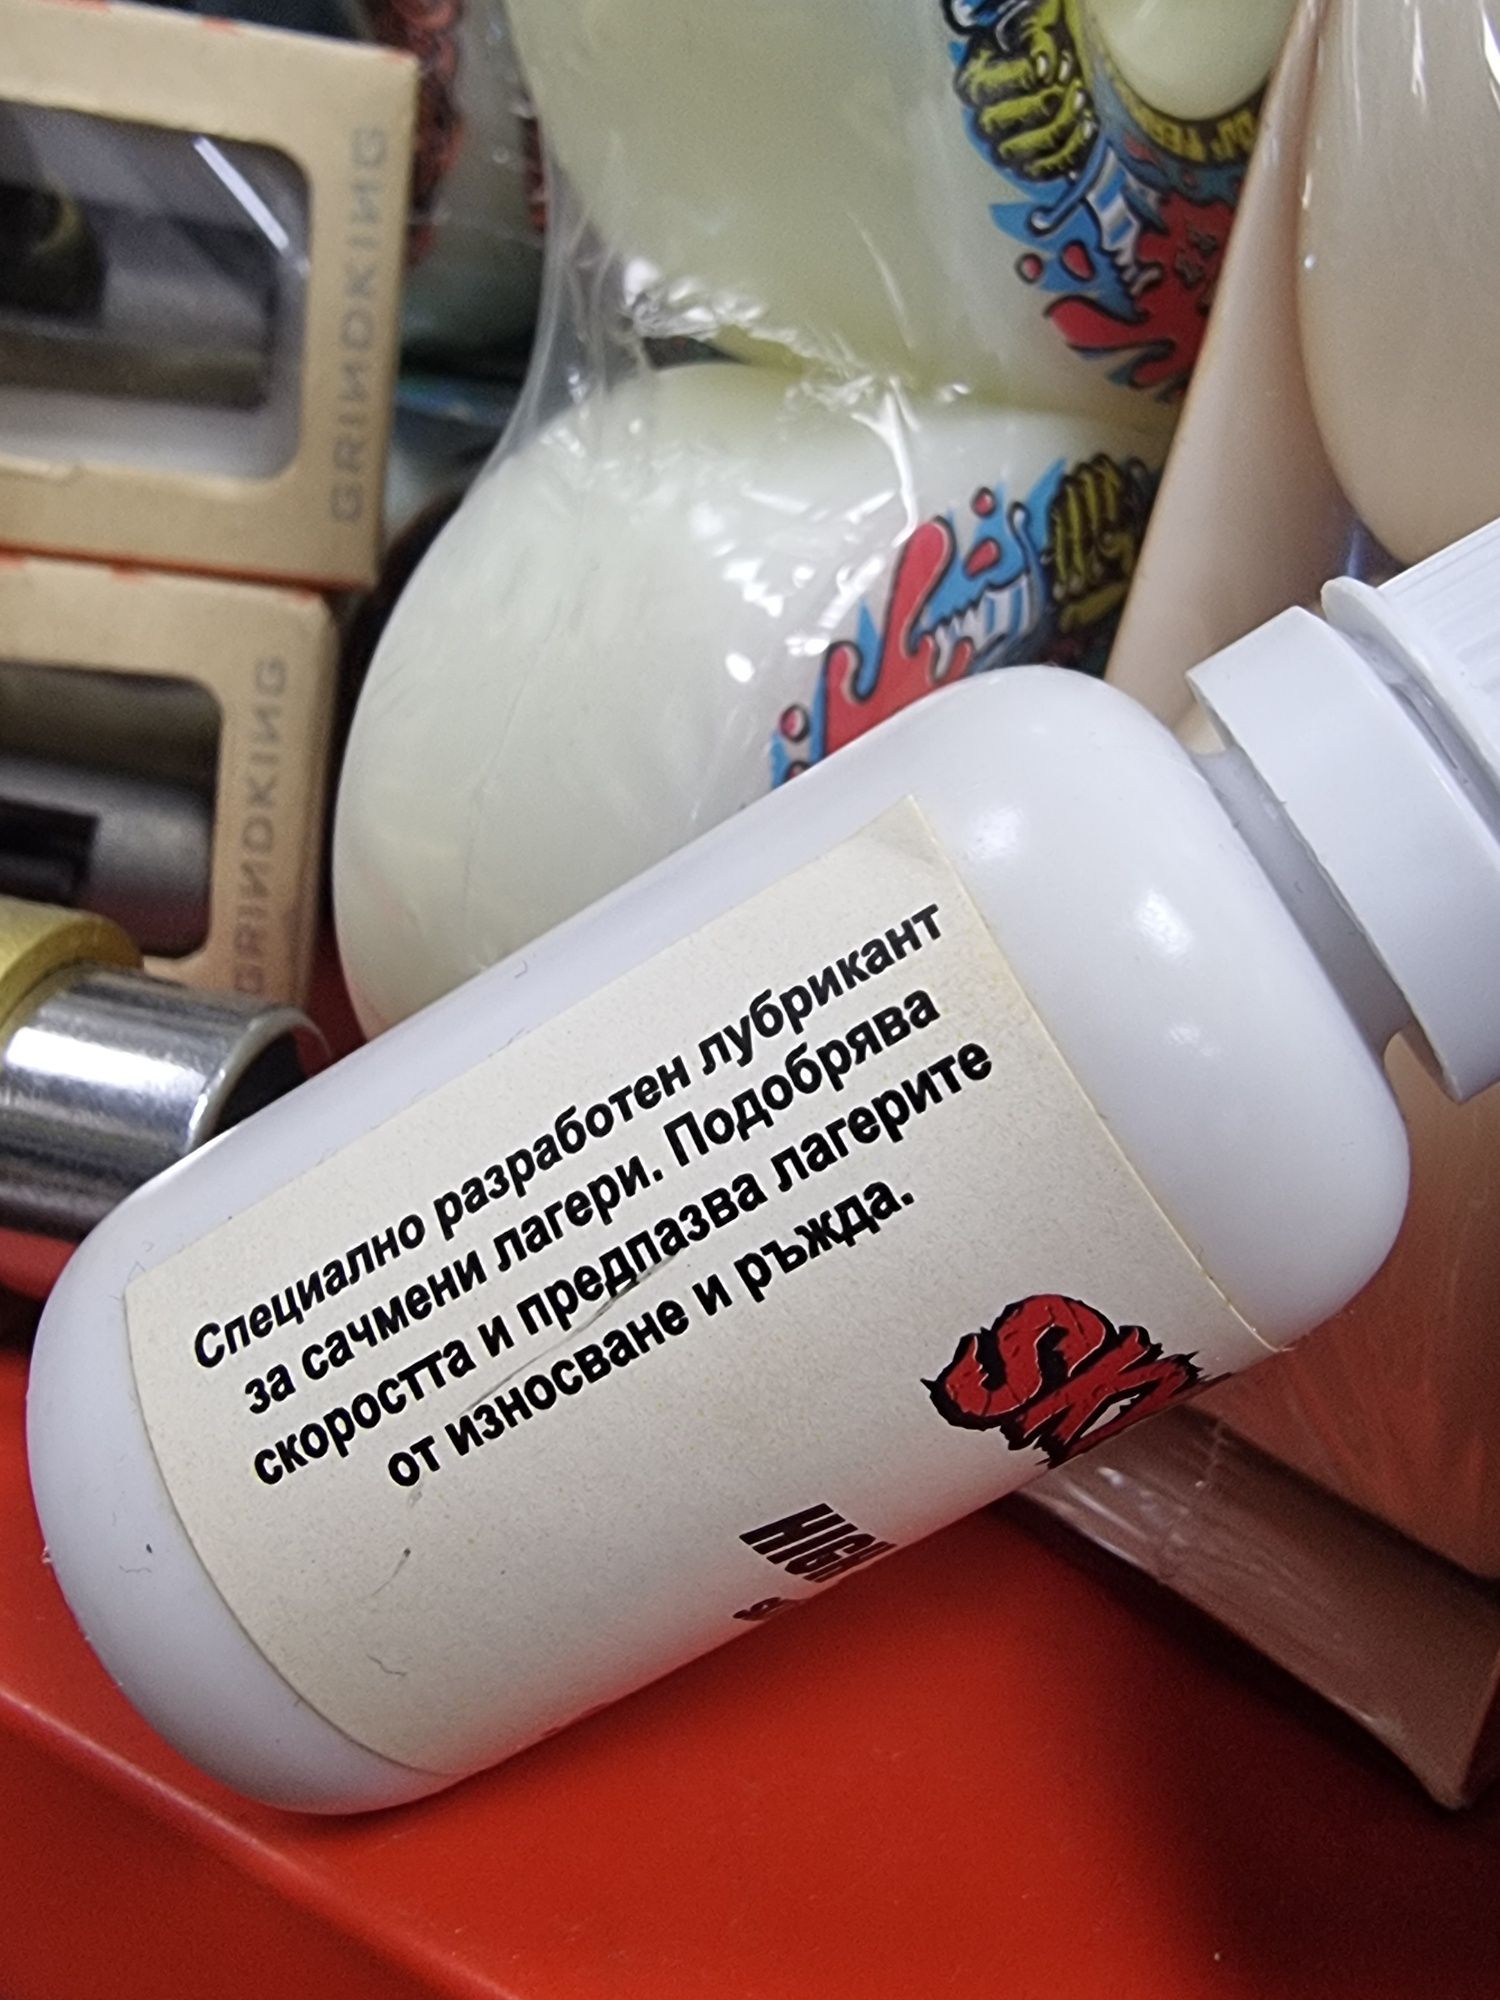 GRINDKING
GRINDKING
Специално разработен лубрикант
за сачмени лагери. Подобрява
скоростта и предпазва лагерите
от износване и ръжда.